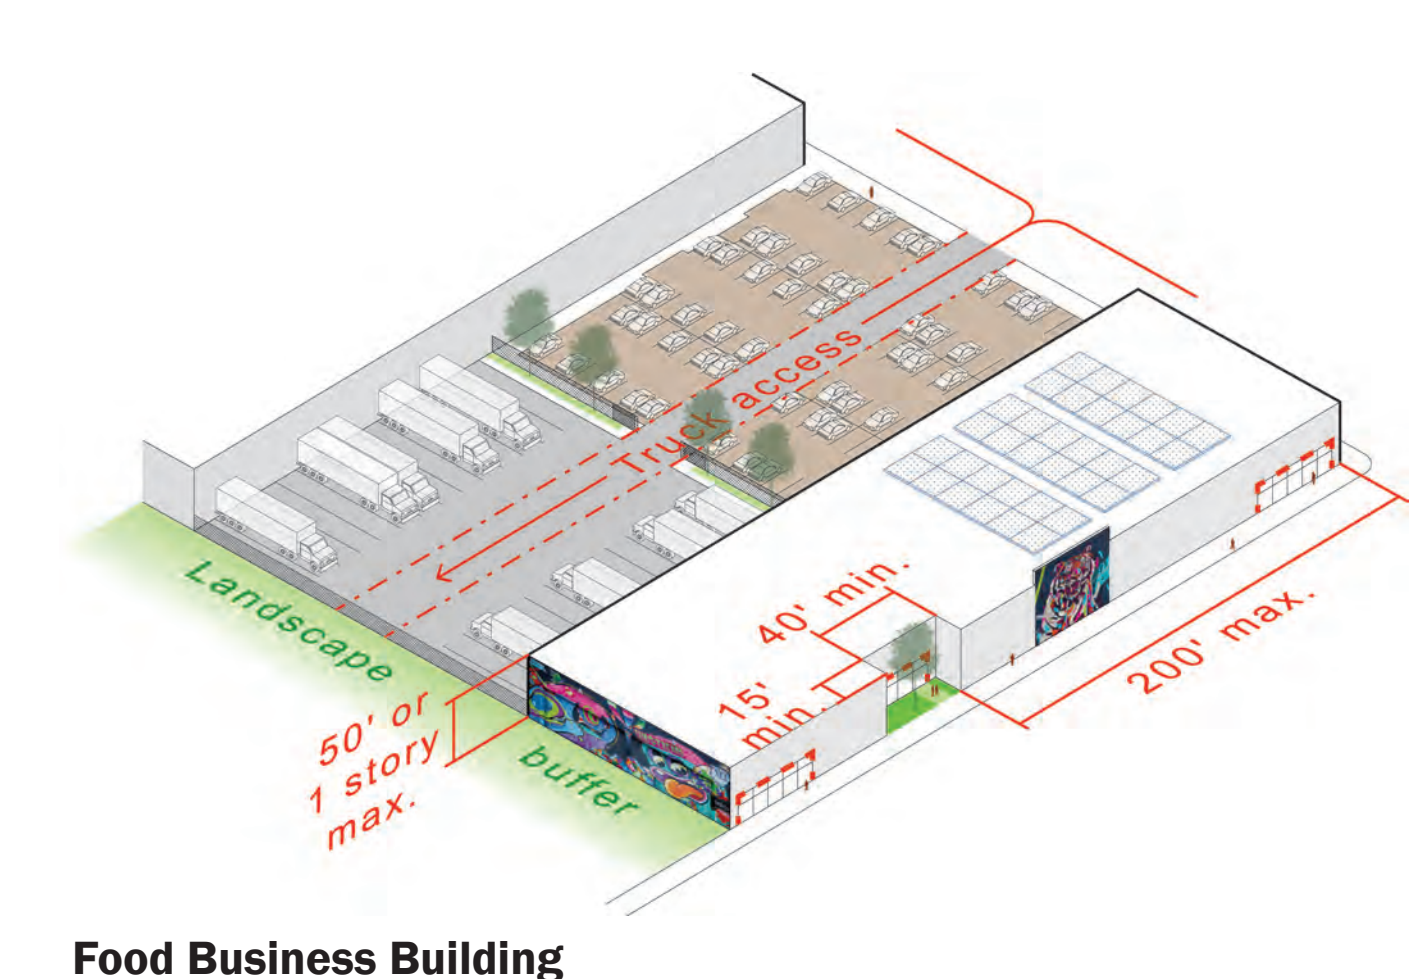 Truck access
40' min.
15'
min.
200' max.
Landscape
buffer
50' or
1 story
max.
Food Business Building